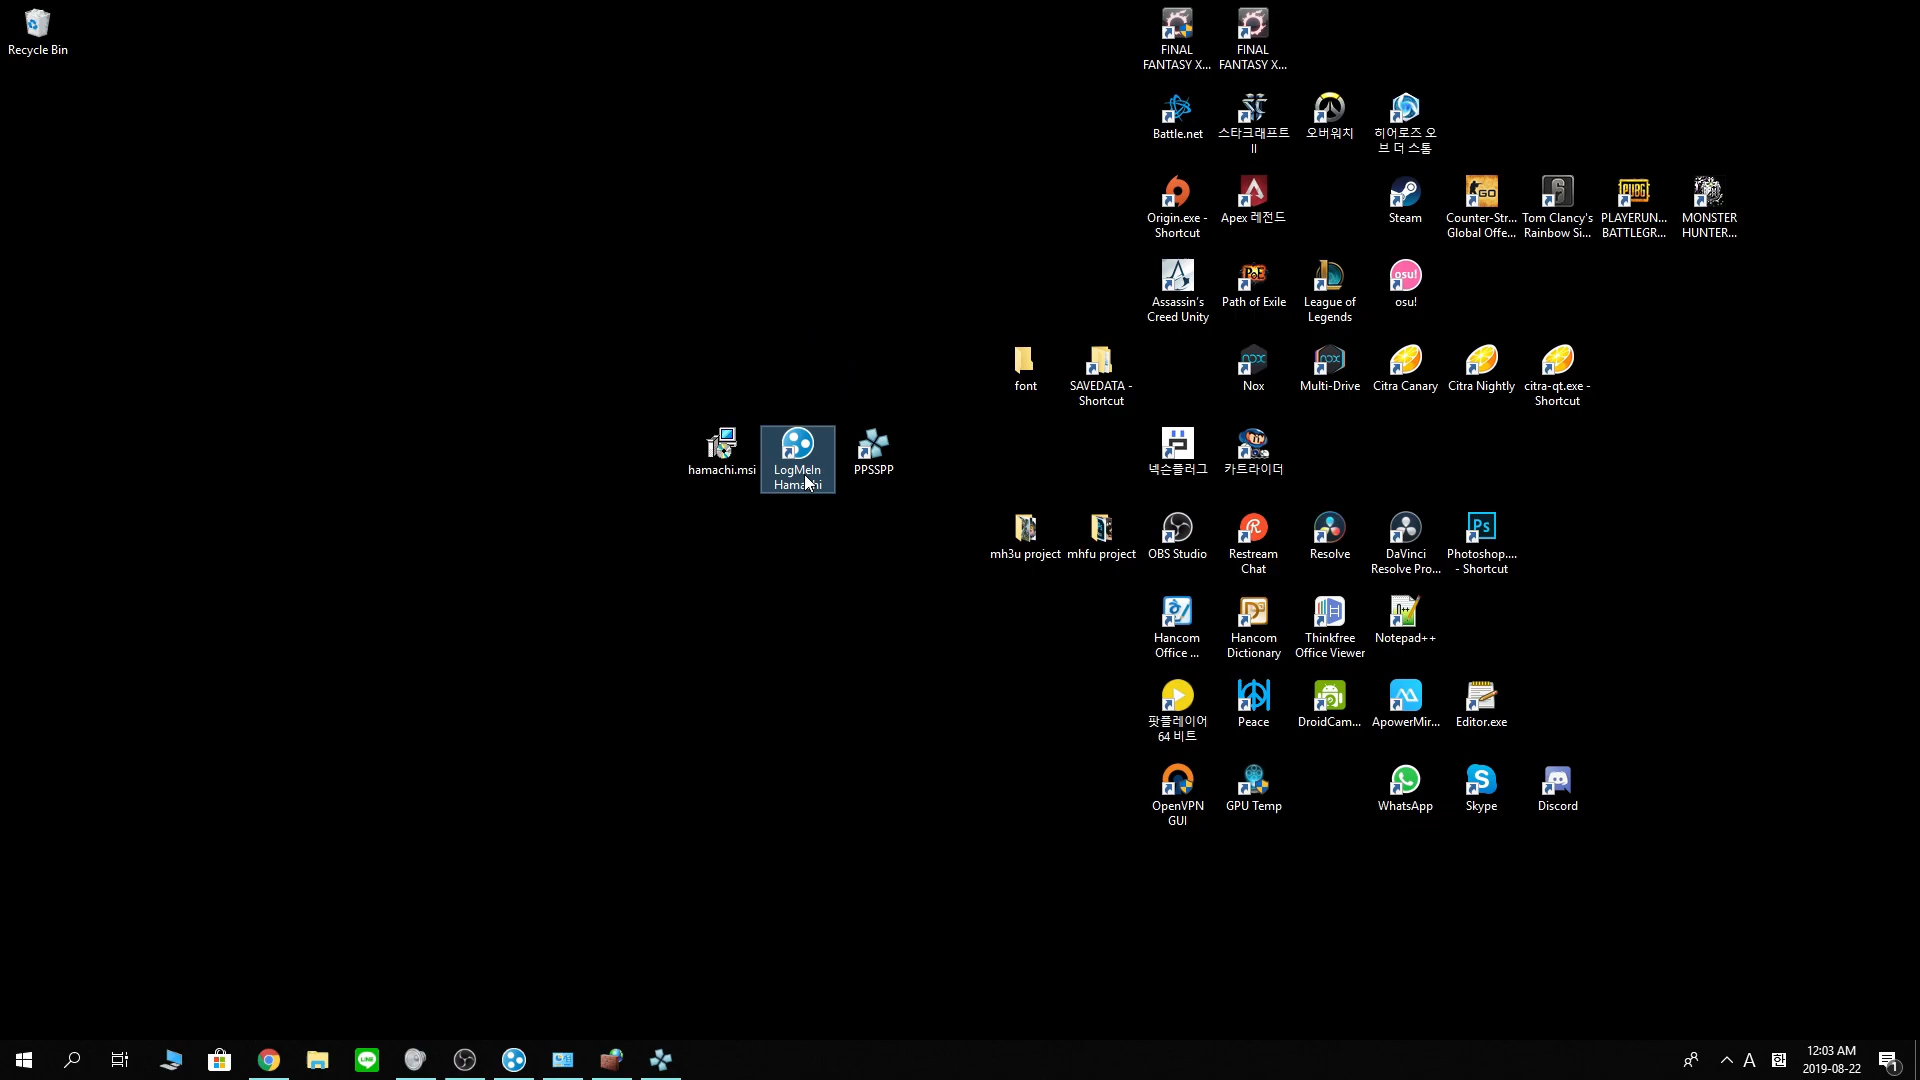 Recycle Bin
FINAL
FANTASY X...
FINAL
FANTASY X...
Battle.net
스타크래프트
II
오버워치
히어로즈 오
브 더 스톰
Origin.exe -
Shortcut
Apex 레전드
Steam
Counter-Str...
Global Offe...
Tom Clancy's
Rainbow Si...
PLAYERUN...
BATTLEGR...
MONSTER
HUNTER...
Assassin's
Creed Unity
Path of Exile
League of
Legends
osu!
osu!
font
SAVEDATA -
Shortcut
Nox
Multi-Drive
Citra Canary
Citra Nightly
citra-qt.exe -
Shortcut
hamachi.msi
LogMeIn
Hamachi
PPSSPP
넥슨플러그
카트라이더
mh3u project
mhfu project
OBS Studio
Restream
Chat
Resolve
DaVinci
Resolve Pro...
Ps
Photoshop....
- Shortcut
Hancom
Office ...
Hancom
Dictionary
Thinkfree
Office Viewer
Notepad++
팟플레이어
64 비트
Peace
DroidCam...
ApowerMir...
Editor.exe
OpenVPN
GUI
GPU Temp
WhatsApp
Skype
Discord
LINE
A
한
12:03 AM
2019-08-22
1